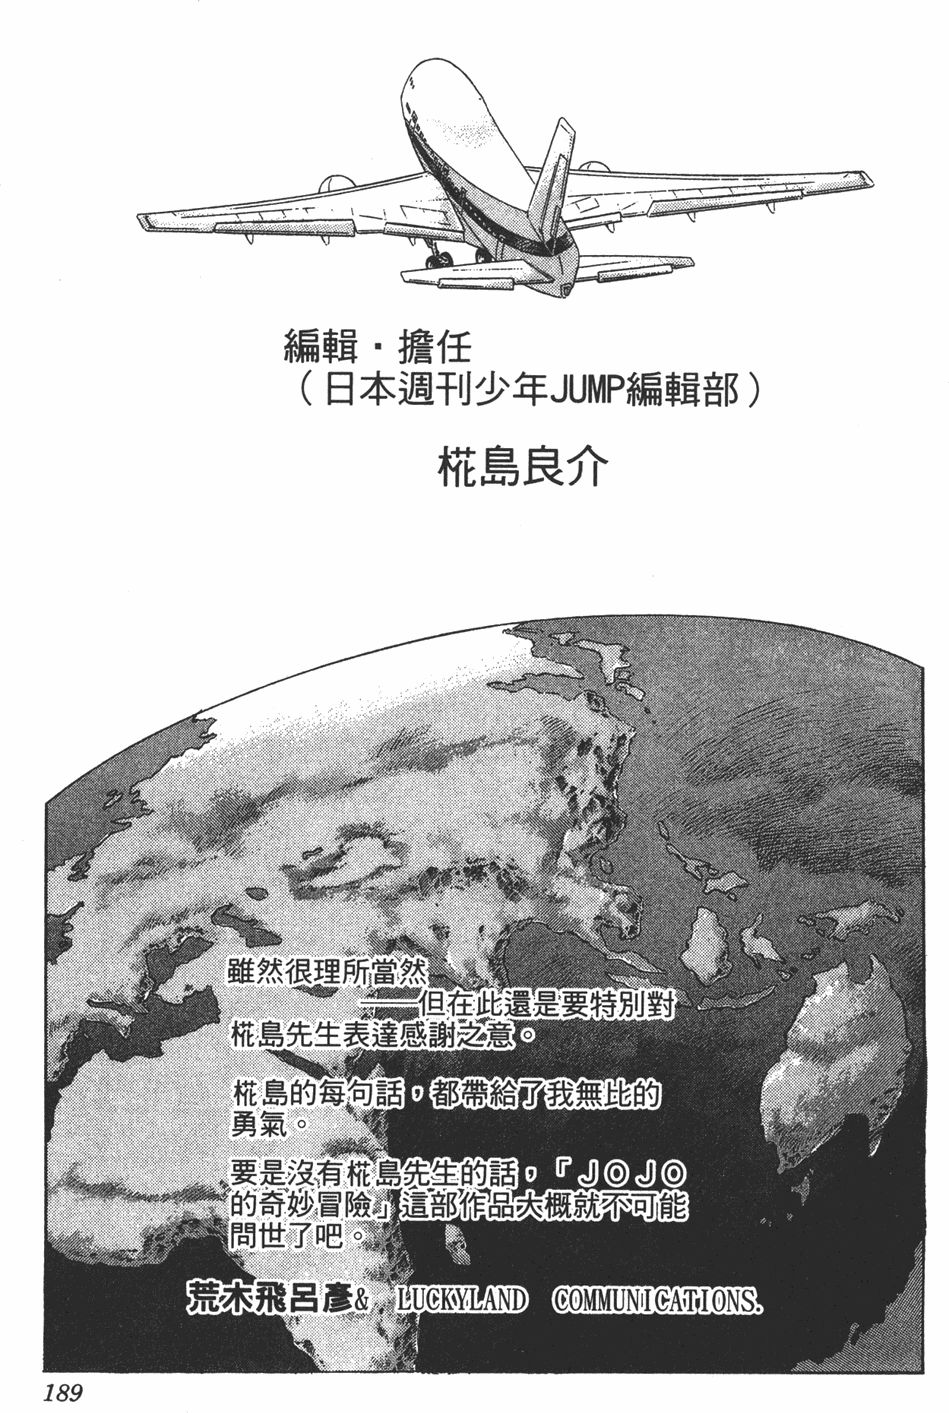 編輯・擔任
（日本週刊少年JUMP編輯部）
椛島良介
雖然很理所當然
──但在此還是要特別對
椛島先生表達感謝之意。
椛島的每句話，都帶給了我無比的
勇氣。
要是沒有椛島先生的話，「ＪＯＪＯ
的奇妙冒險」這部作品大概就不可能
問世了吧。
荒木飛呂彥& LUCKYLAND COMMUNICATIONS.
189